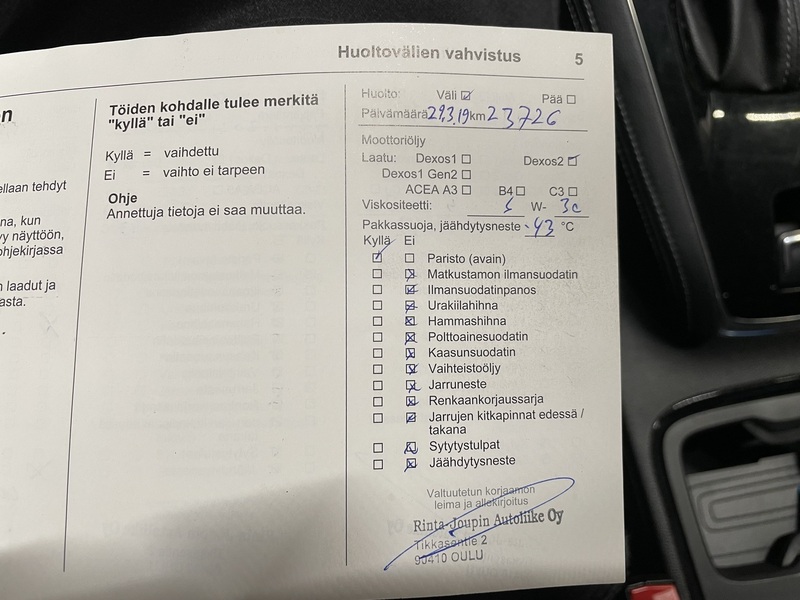 Huoltovälien vahvistus 5
en
ellaan tehdyt
na, kun
vy näyttöön,
ohjekirjassa
n laadut ja
asta.
Töiden kohdalle tulee merkitä
"kyllä" tai "ei"
Kyllä = vaihdettu
Ei = vaihto ei tarpeen
Ohje
Annettuja tietoja ei saa muuttaa.
Huolto: Väli ☑ Pää ☐
Päivämäärä 29.3.19 km 23726
Moottoriöljy
Laatu: Dexos1 ☐ Dexos2 ☑
Dexos1 Gen2 ☐
ACEA A3 ☐ B4 ☐ C3 ☐
Viskositeetti: 5 W- 30
Pakkassuoja, jäähdytysneste -43 °C
Kyllä Ei
☑ ☐ Paristo (avain)
☐ ☒ Matkustamon ilmansuodatin
☐ ☒ Ilmansuodatinpanos
☐ ☒ Urakiilahihna
☐ ☒ Hammashihna
☐ ☒ Polttoainesuodatin
☐ ☒ Kaasunsuodatin
☐ ☒ Vaihteistoöljy
☐ ☒ Jarruneste
☐ ☒ Renkaankorjaussarja
☐ ☒ Jarrujen kitkapinnat edessä /
takana
☐ ☒ Sytytystulpat
☐ ☒ Jäähdytysneste
Valtuutetun korjaamon
leima ja allekirjoitus
Rinta-Joupin Autoliike Oy
Tikkasentie 2
90410 OULU